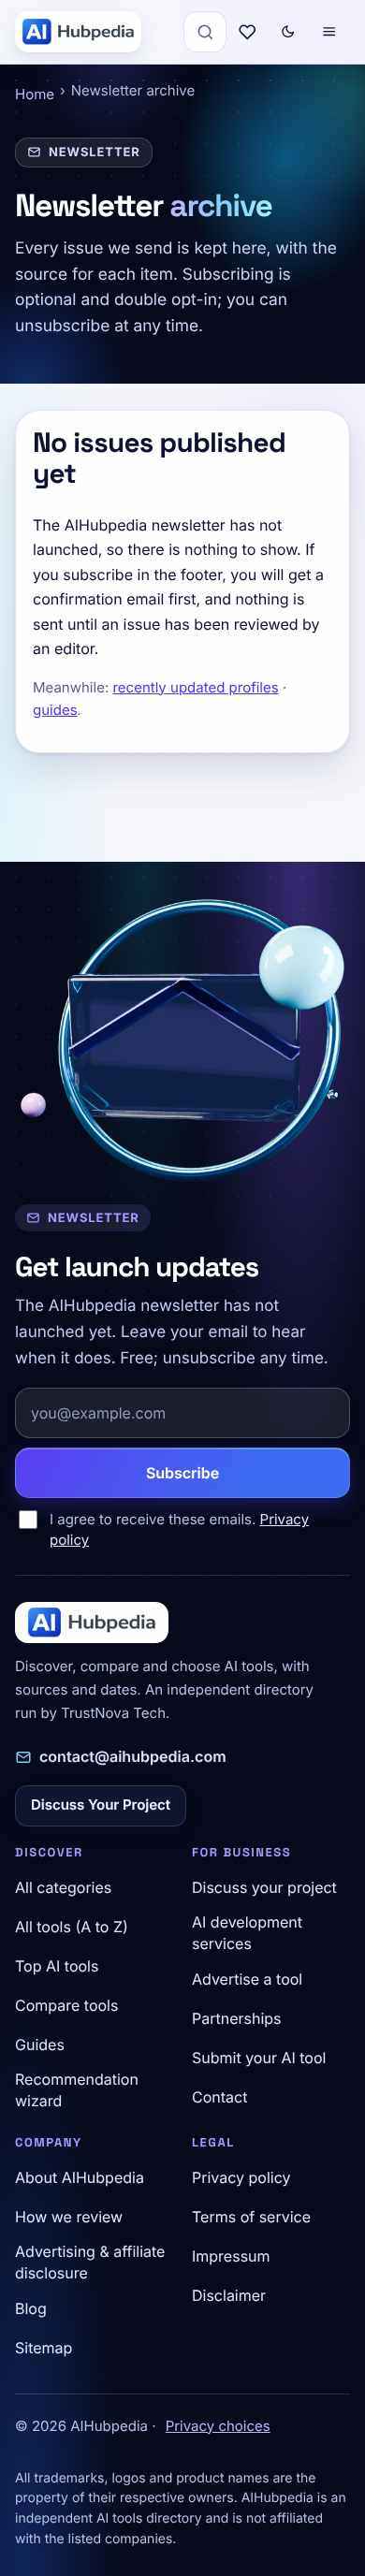 AI Hubpedia
Home › Newsletter archive
NEWSLETTER
Newsletter archive
Every issue we send is kept here, with the
source for each item. Subscribing is
optional and double opt-in; you can
unsubscribe at any time.
No issues published
yet
The AIHubpedia newsletter has not
launched, so there is nothing to show. If
you subscribe in the footer, you will get a
confirmation email first, and nothing is
sent until an issue has been reviewed by
an editor.
Meanwhile: recently updated profiles ·
guides.
NEWSLETTER
Get launch updates
The AIHubpedia newsletter has not
launched yet. Leave your email to hear
when it does. Free; unsubscribe any time.
you@example.com
Subscribe
I agree to receive these emails. Privacy
policy
AI Hubpedia
Discover, compare and choose AI tools, with
sources and dates. An independent directory
run by TrustNova Tech.
contact@aihubpedia.com
Discuss Your Project
DISCOVER
All categories
All tools (A to Z)
Top AI tools
Compare tools
Guides
Recommendation
wizard
FOR BUSINESS
Discuss your project
AI development
services
Advertise a tool
Partnerships
Submit your AI tool
Contact
COMPANY
About AIHubpedia
How we review
Advertising & affiliate
disclosure
Blog
Sitemap
LEGAL
Privacy policy
Terms of service
Impressum
Disclaimer
© 2026 AIHubpedia · Privacy choices
All trademarks, logos and product names are the
property of their respective owners. AIHubpedia is an
independent AI tools directory and is not affiliated
with the listed companies.